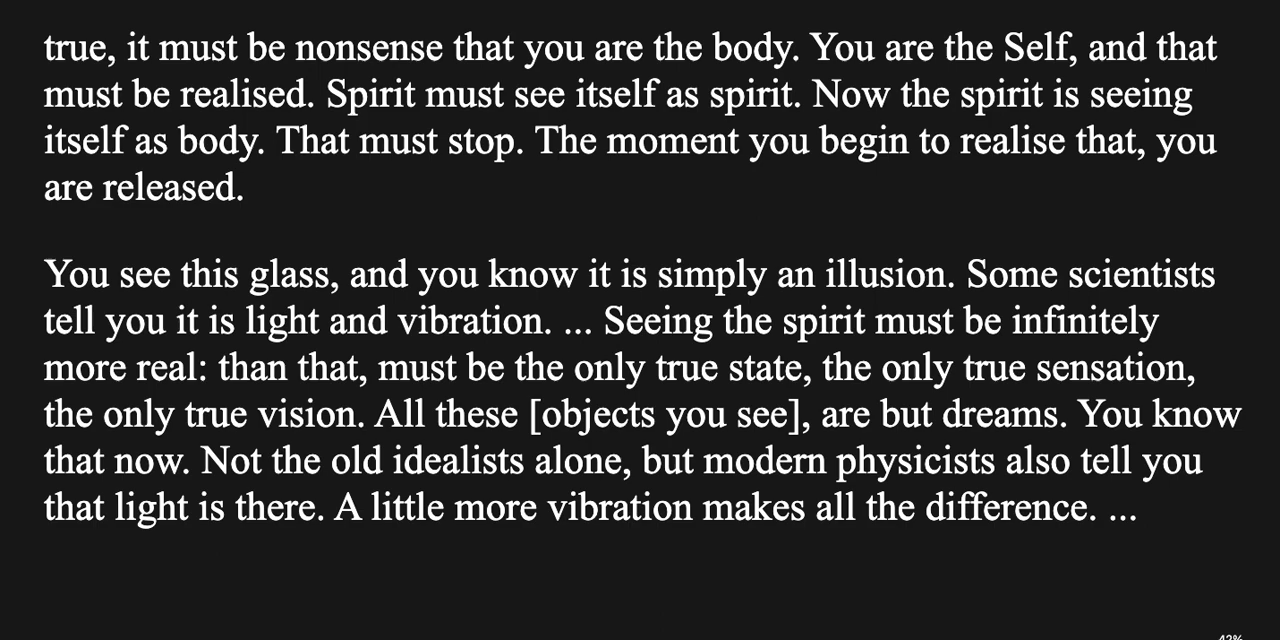 true, it must be nonsense that you are the body. You are the Self, and that
must be realised. Spirit must see itself as spirit. Now the spirit is seeing
itself as body. That must stop. The moment you begin to realise that, you
are released.
You see this glass, and you know it is simply an illusion. Some scientists
tell you it is light and vibration. ... Seeing the spirit must be infinitely
more real: than that, must be the only true state, the only true sensation,
the only true vision. All these [objects you see], are but dreams. You know
that now. Not the old idealists alone, but modern physicists also tell you
that light is there. A little more vibration makes all the difference. ...